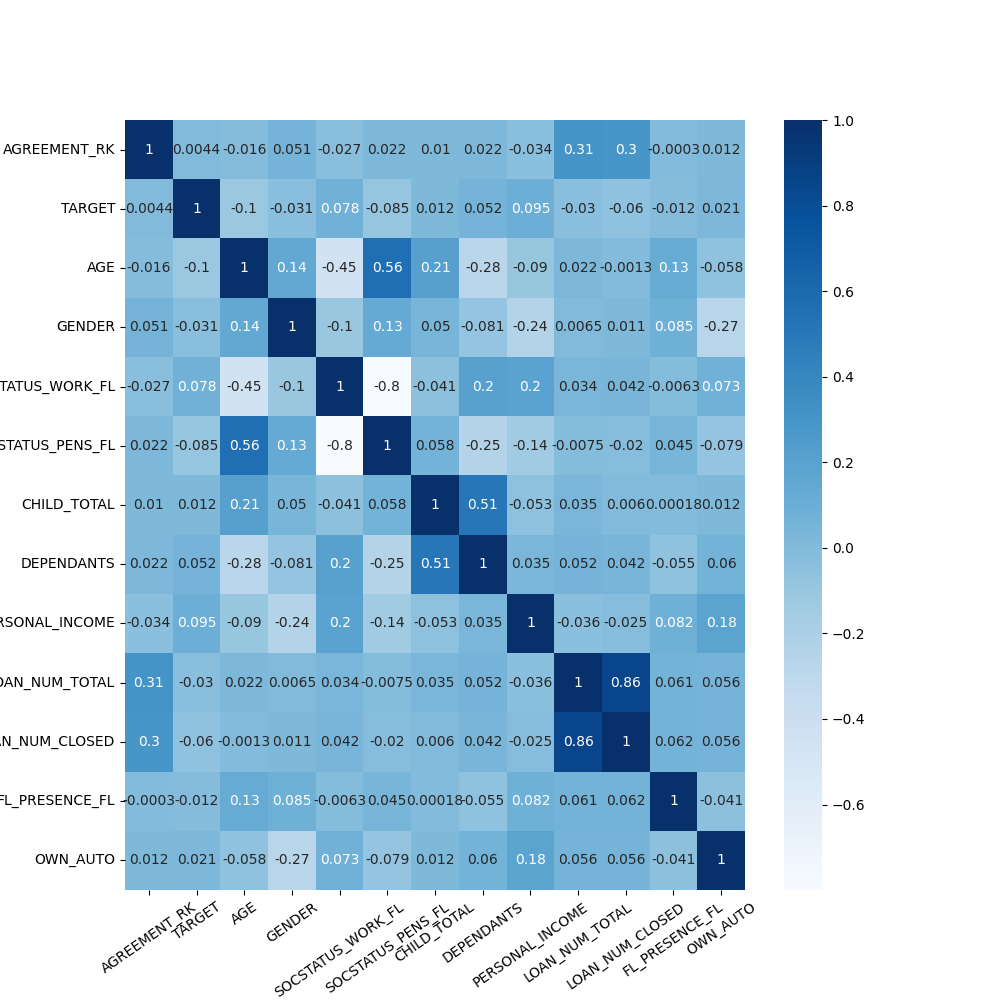 AGREEMENT_RK 1 0.0044 -0.016 0.051 -0.027 0.022 0.01 0.022 -0.034 0.31 0.3 -0.0003 0.012
TARGET 0.0044 1 -0.1 -0.031 0.078 -0.085 0.012 0.052 0.095 -0.03 -0.06 -0.012 0.021
AGE -0.016 -0.1 1 0.14 -0.45 0.56 0.21 -0.28 -0.09 0.022 -0.0013 0.13 -0.058
GENDER 0.051 -0.031 0.14 1 -0.1 0.13 0.05 -0.081 -0.24 0.0065 0.011 0.085 -0.27
TATUS_WORK_FL -0.027 0.078 -0.45 -0.1 1 -0.8 -0.041 0.2 0.2 0.034 0.042 -0.0063 0.073
STATUS_PENS_FL 0.022 -0.085 0.56 0.13 -0.8 1 0.058 -0.25 -0.14 -0.0075 -0.02 0.045 -0.079
CHILD_TOTAL 0.01 0.012 0.21 0.05 -0.041 0.058 1 0.51 -0.053 0.035 0.006 0.00018 0.012
DEPENDANTS 0.022 0.052 -0.28 -0.081 0.2 -0.25 0.51 1 0.035 0.052 0.042 -0.055 0.06
RSONAL_INCOME -0.034 0.095 -0.09 -0.24 0.2 -0.14 -0.053 0.035 1 -0.036 -0.025 0.082 0.18
OAN_NUM_TOTAL 0.31 -0.03 0.022 0.0065 0.034 -0.0075 0.035 0.052 -0.036 1 0.86 0.061 0.056
AN_NUM_CLOSED 0.3 -0.06 -0.0013 0.011 0.042 -0.02 0.006 0.042 -0.025 0.86 1 0.062 0.056
FL_PRESENCE_FL -0.0003 -0.012 0.13 0.085 -0.0063 0.045 0.00018 -0.055 0.082 0.061 0.062 1 -0.041
OWN_AUTO 0.012 0.021 -0.058 -0.27 0.073 -0.079 0.012 0.06 0.18 0.056 0.056 -0.041 1
AGREEMENT_RK
TARGET
AGE
GENDER
SOCSTATUS_WORK_FL
SOCSTATUS_PENS_FL
CHILD_TOTAL
DEPENDANTS
PERSONAL_INCOME
LOAN_NUM_TOTAL
LOAN_NUM_CLOSED
FL_PRESENCE_FL
OWN_AUTO
1.0
0.8
0.6
0.4
0.2
0.0
−0.2
−0.4
−0.6